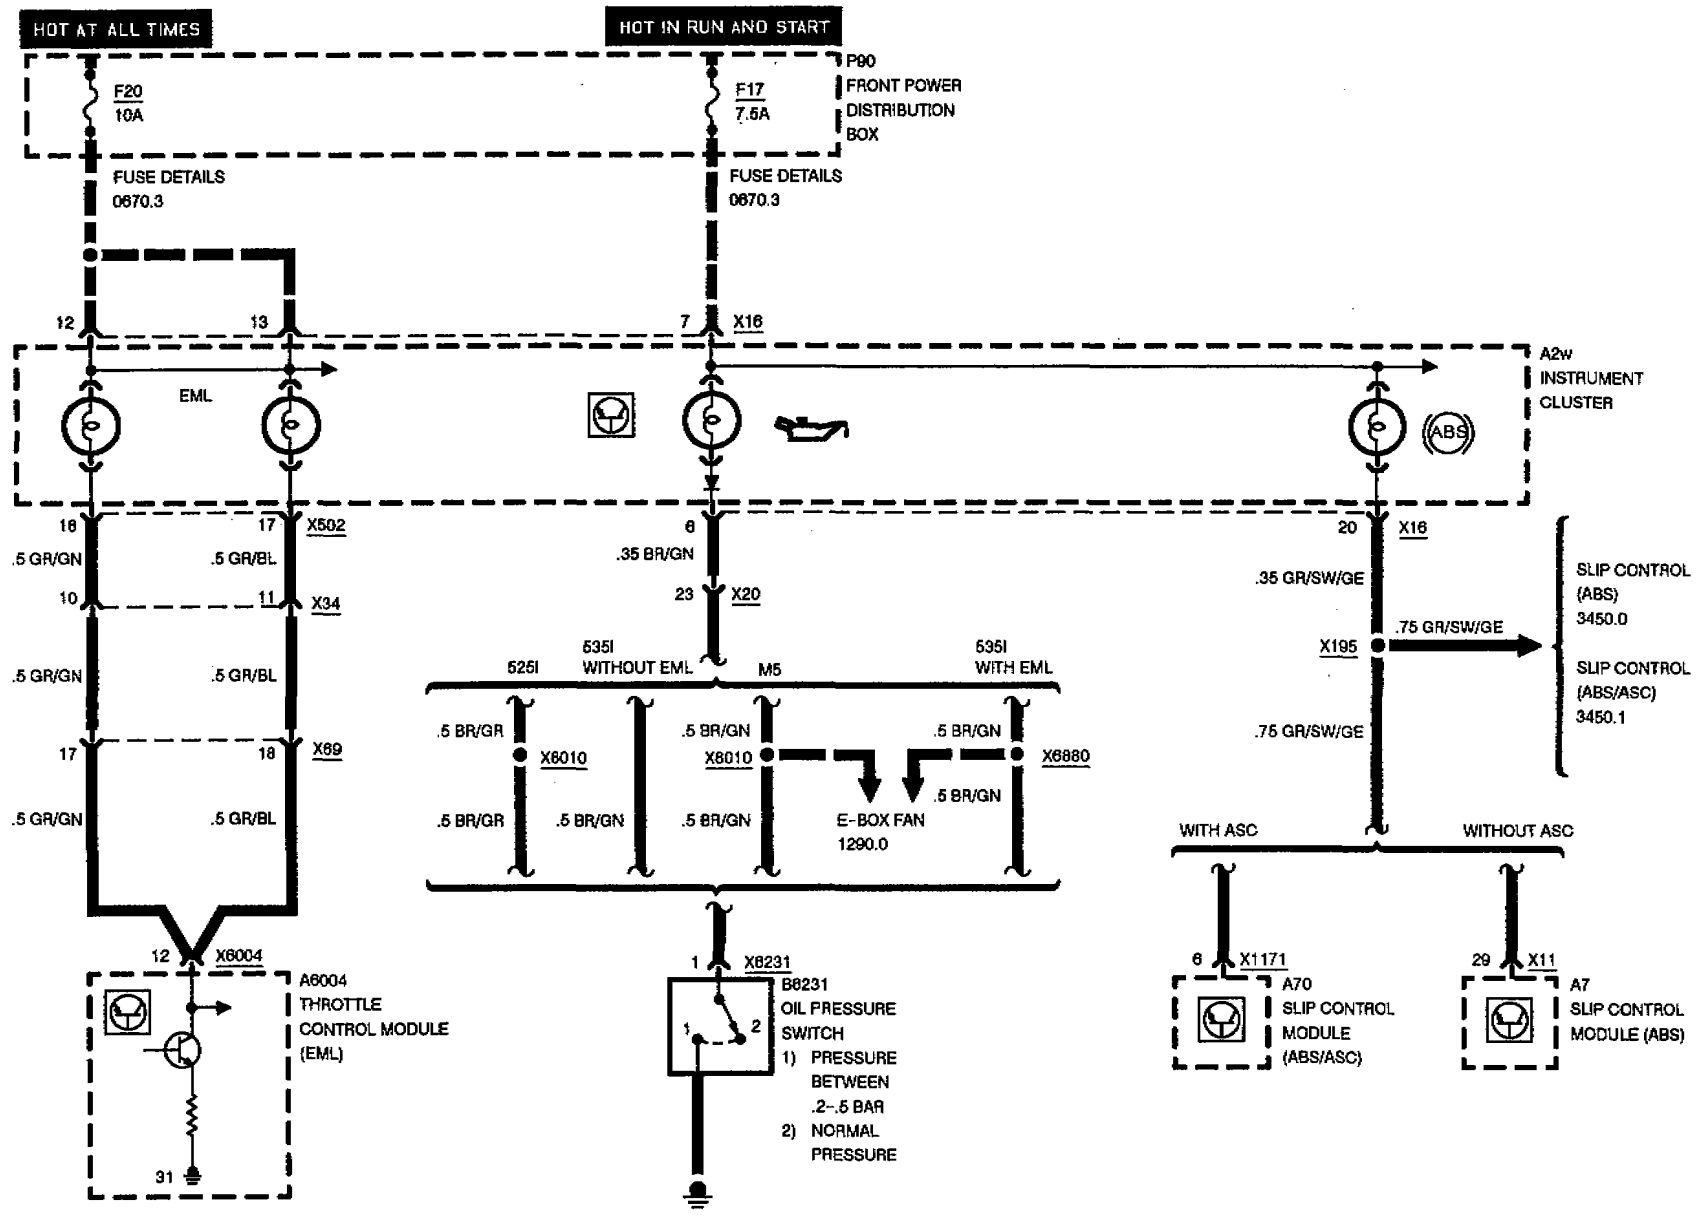 HOT AT ALL TIMES
HOT IN RUN AND START
P90
FRONT POWER
DISTRIBUTION
BOX
F20
10A
F17
7.5A
FUSE DETAILS
0670.3
FUSE DETAILS
0670.3
12
13
7
X16
A2w
INSTRUMENT
CLUSTER
EML
ABS
16
17
X502
6
20
X16
.5 GR/GN
.5 GR/BL
.35 BR/GN
.35 GR/SW/GE
SLIP CONTROL
(ABS)
3450.0
SLIP CONTROL
(ABS/ASC)
3450.1
10
11
X34
23
X20
.75 GR/SW/GE
X195
.5 GR/GN
.5 GR/BL
525I
535I
WITHOUT EML
M5
535I
WITH EML
.5 BR/GR
.5 BR/GN
.5 BR/GN
.75 GR/SW/GE
17
18
X69
X8010
X8010
X6880
.5 BR/GN
.5 GR/GN
.5 GR/BL
.5 BR/GR
.5 BR/GN
.5 BR/GN
E-BOX FAN
1290.0
WITH ASC
WITHOUT ASC
12
X6004
1
X8231
6
X1171
29
X11
A6004
THROTTLE
CONTROL MODULE
(EML)
B6231
OIL PRESSURE
SWITCH
1) PRESSURE
BETWEEN
.2-.5 BAR
2) NORMAL
PRESSURE
1
2
A70
SLIP CONTROL
MODULE
(ABS/ASC)
A7
SLIP CONTROL
MODULE (ABS)
31